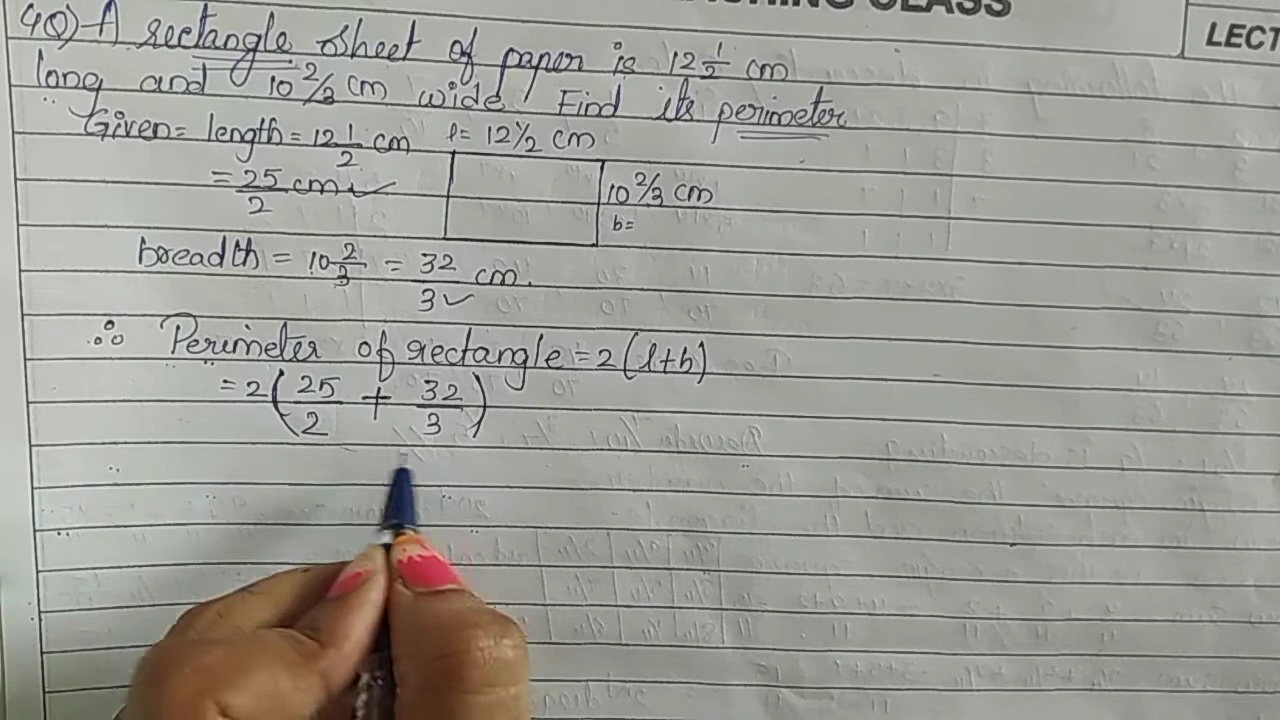 4Q) A rectangle sheet of paper is 12 1/2 cm
long and 10 2/3 cm wide. Find its perimeter.
Given = length = 12 1/2 cm l = 12 1/2 cm
= 25/2 cm ✓
10 2/3 cm
b=
breadth = 10 2/3 = 32/3 cm. ✓
∴ Perimeter of rectangle = 2(l+b)
= 2(25/2 + 32/3)
CLASS
LECT